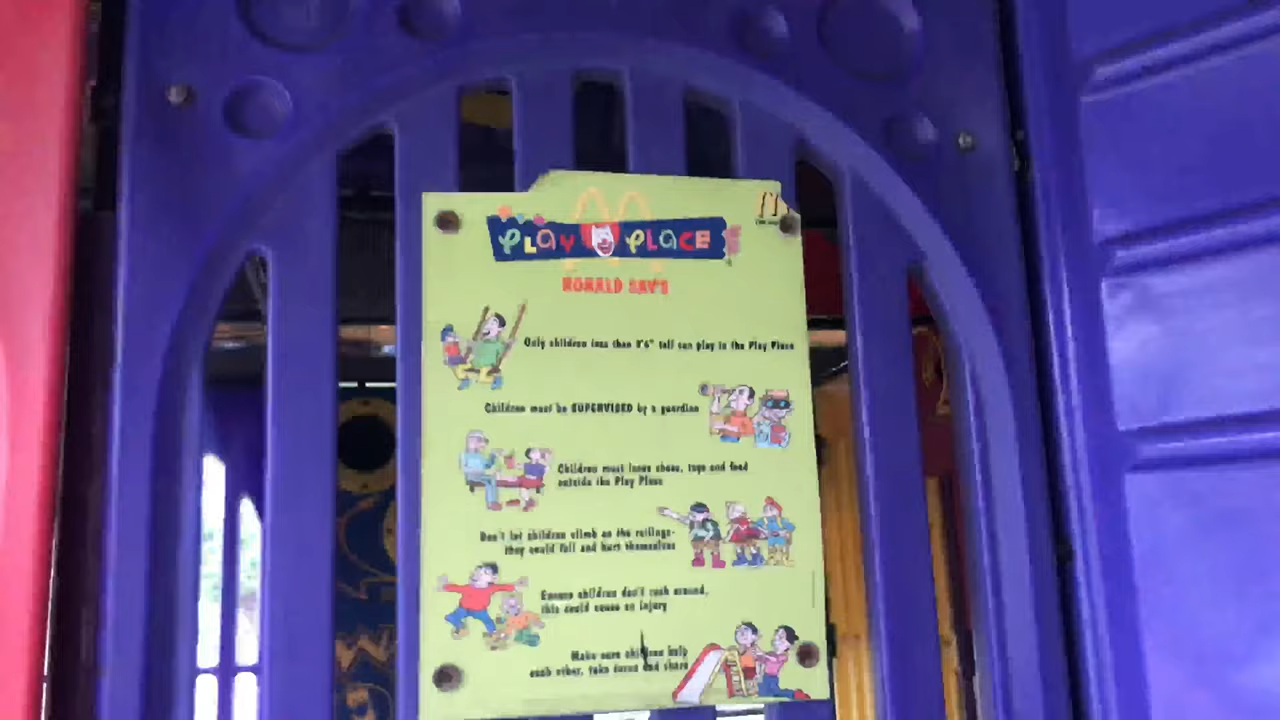 PLAY PLACE
RONALD SAYS
Only children less than 3'6" tall can play in the Play Place
Children must be SUPERVISED by a guardian
Children must leave shoes, toys and food
outside the Play Place
Don't let children climb on the railings-
they could fall and hurt themselves
Ensure children don't rush around,
this could cause an injury
Make sure children help
each other, take turns and share